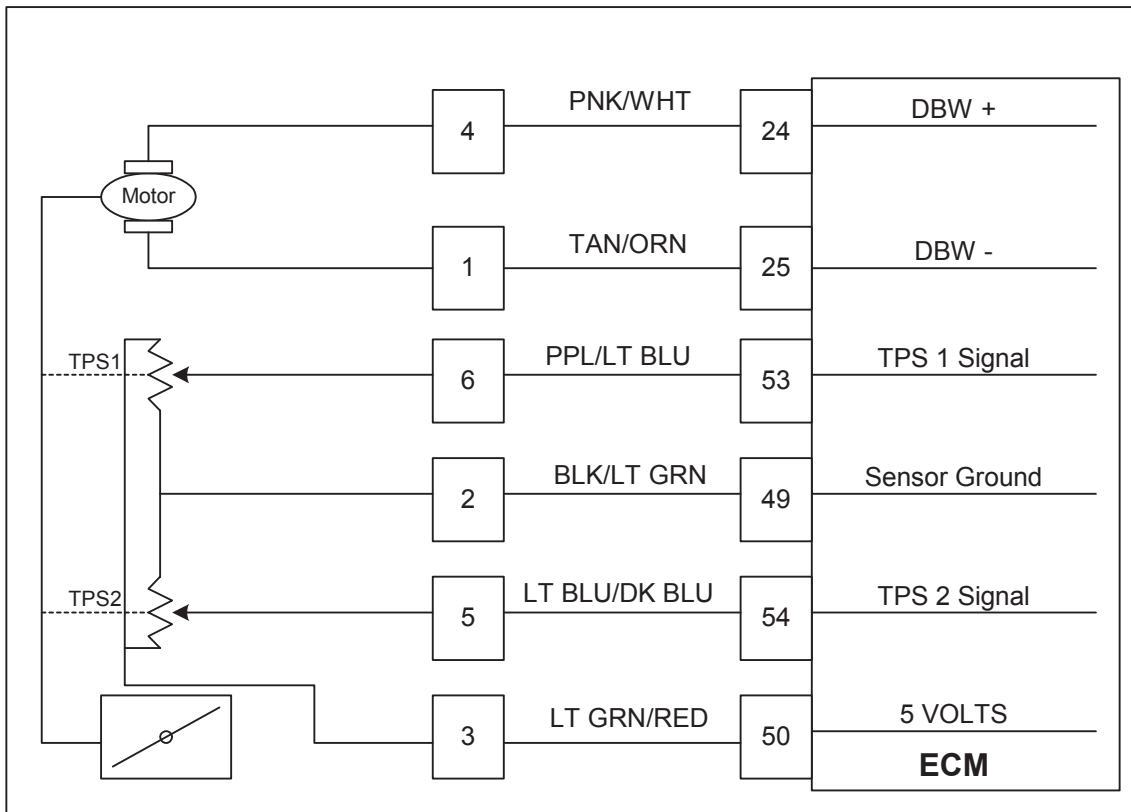 PNK/WHT
4
24
DBW +
Motor
TAN/ORN
1
25
DBW -
PPL/LT BLU
TPS1
6
53
TPS 1 Signal
BLK/LT GRN
2
49
Sensor Ground
LT BLU/DK BLU
TPS2
5
54
TPS 2 Signal
LT GRN/RED
3
50
5 VOLTS
ECM